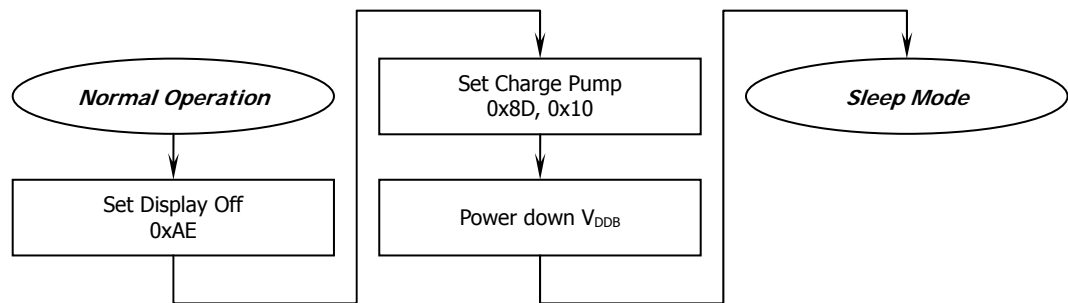 Normal Operation
Set Display Off
0xAE
Set Charge Pump
0x8D, 0x10
Power down VDDB
Sleep Mode